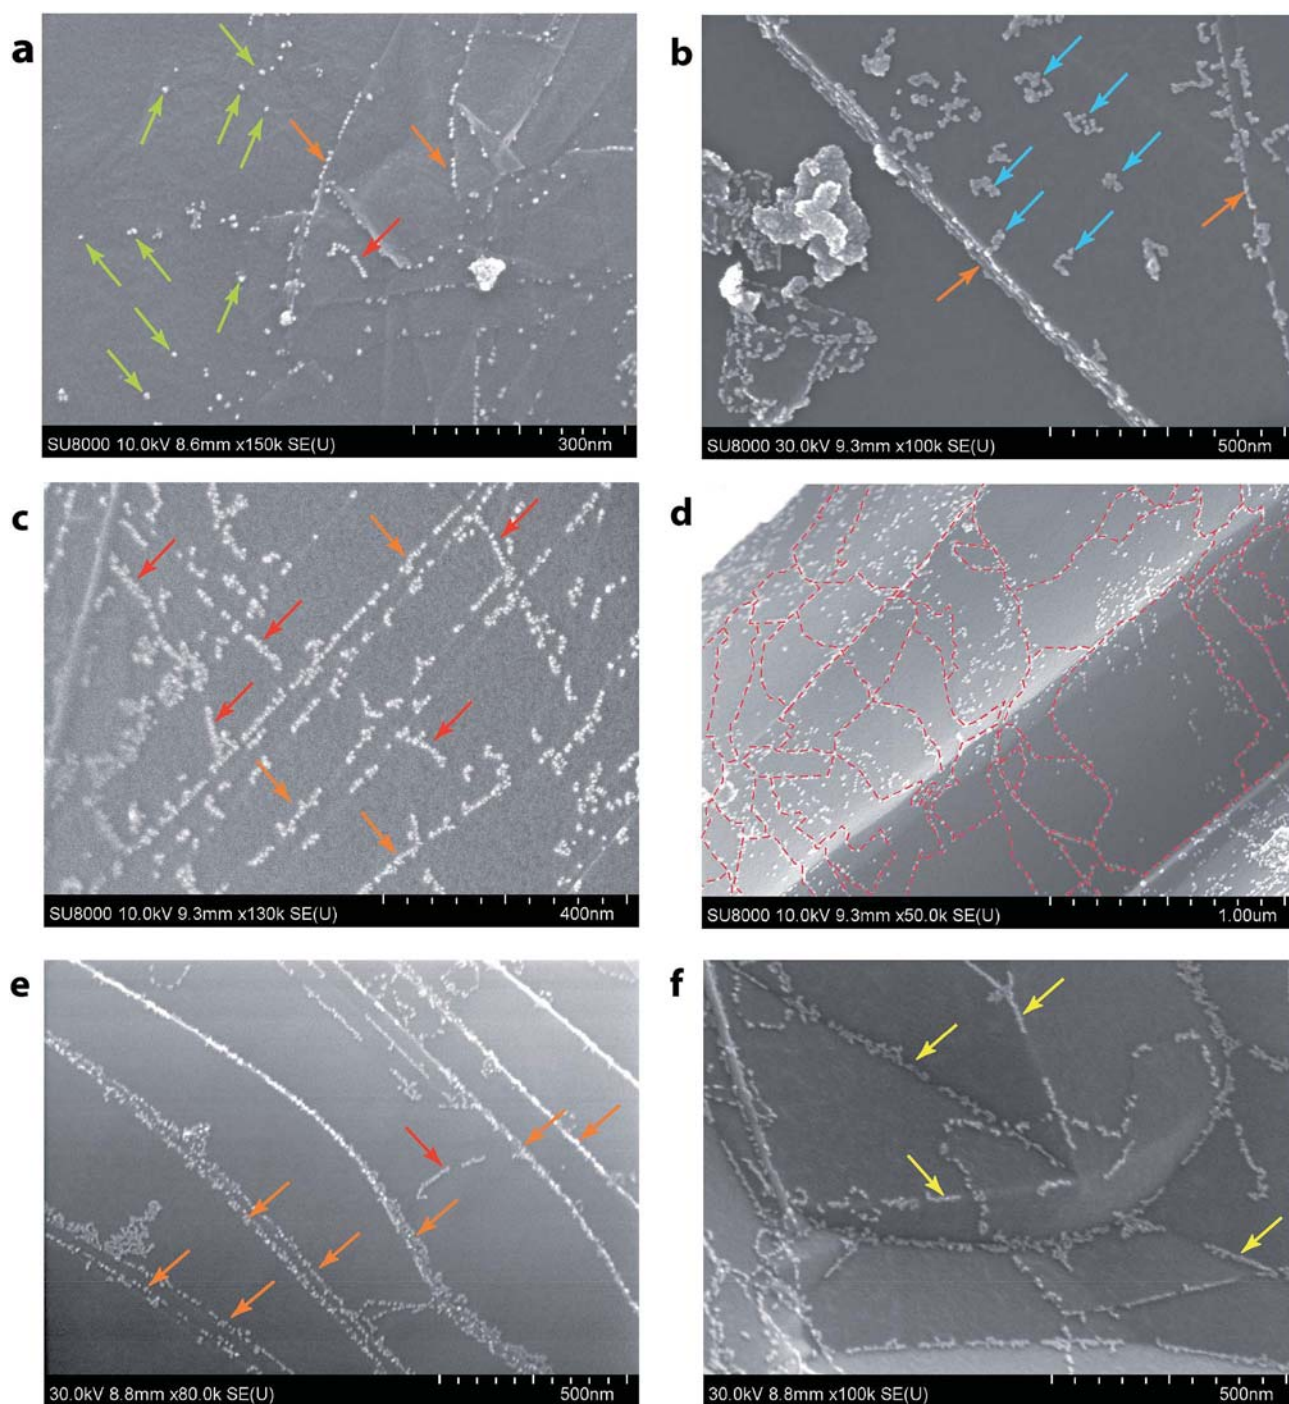 a
b
SU8000 10.0kV 8.6mm x150k SE(U) 300nm
SU8000 30.0kV 9.3mm x100k SE(U) 500nm
c
d
SU8000 10.0kV 9.3mm x130k SE(U) 400nm
SU8000 10.0kV 9.3mm x50.0k SE(U) 1.00um
e
f
30.0kV 8.8mm x80.0k SE(U) 500nm
30.0kV 8.8mm x100k SE(U) 500nm